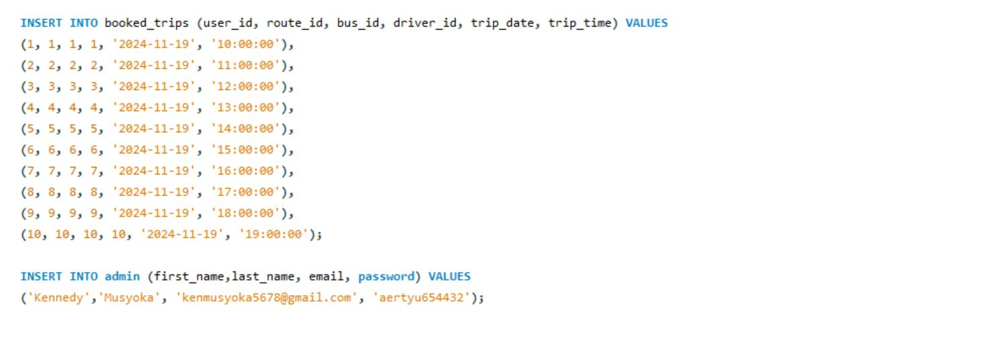 INSERT INTO booked_trips (user_id, route_id, bus_id, driver_id, trip_date, trip_time) VALUES
(1, 1, 1, 1, '2024-11-19', '10:00:00'),
(2, 2, 2, 2, '2024-11-19', '11:00:00'),
(3, 3, 3, 3, '2024-11-19', '12:00:00'),
(4, 4, 4, 4, '2024-11-19', '13:00:00'),
(5, 5, 5, 5, '2024-11-19', '14:00:00'),
(6, 6, 6, 6, '2024-11-19', '15:00:00'),
(7, 7, 7, 7, '2024-11-19', '16:00:00'),
(8, 8, 8, 8, '2024-11-19', '17:00:00'),
(9, 9, 9, 9, '2024-11-19', '18:00:00'),
(10, 10, 10, 10, '2024-11-19', '19:00:00');
INSERT INTO admin (first_name,last_name, email, password) VALUES
('Kennedy','Musyoka', 'kenmusyoka5678@gmail.com', 'aertyu654432');